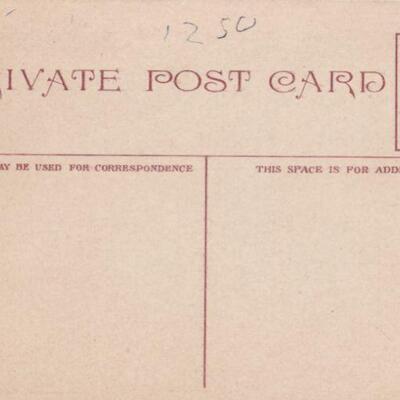 1250
IVATE POST CARD
AY BE USED FOR CORRESPONDENCE
THIS SPACE IS FOR ADD